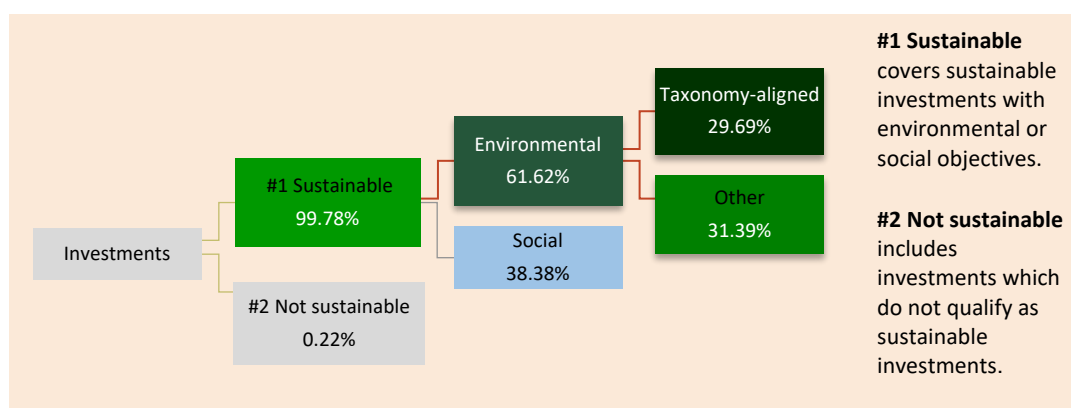 Investments
#1 Sustainable
99.78%
#2 Not sustainable
0.22%
Environmental
61.62%
Social
38.38%
Taxonomy-aligned
29.69%
Other
31.39%
#1 Sustainable
covers sustainable
investments with
environmental or
social objectives.
#2 Not sustainable
includes
investments which
do not qualify as
sustainable
investments.